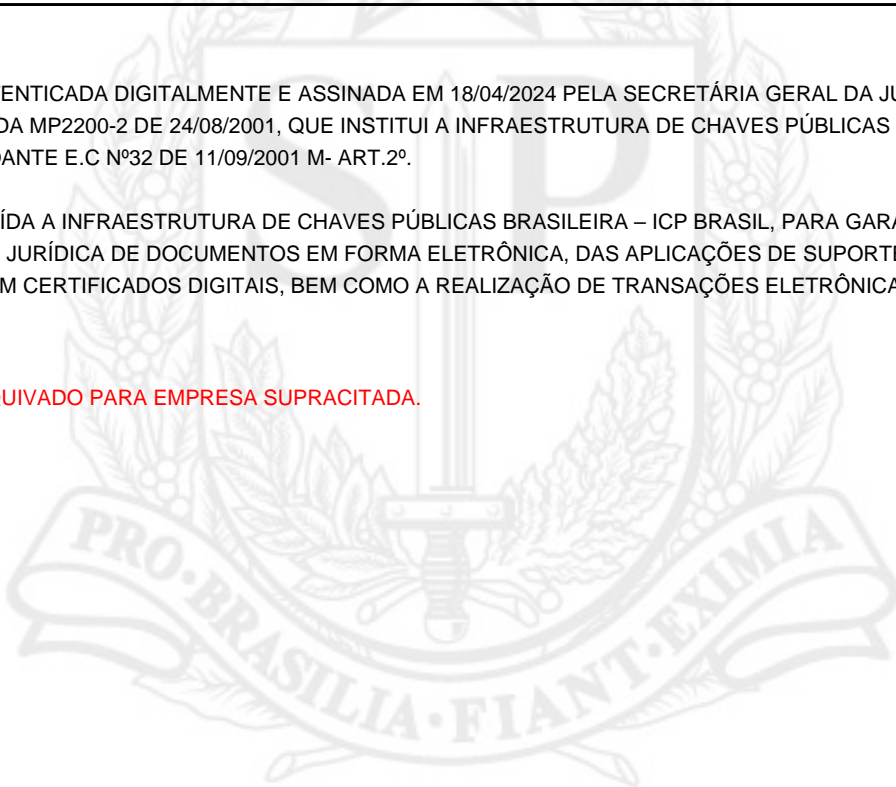 ENTICADA DIGITALMENTE E ASSINADA EM 18/04/2024 PELA SECRETÁRIA GERAL DA JU
DA MP2200-2 DE 24/08/2001, QUE INSTITUI A INFRAESTRUTURA DE CHAVES PÚBLICAS
DANTE E.C Nº32 DE 11/09/2001 M- ART.2º.
ÍDA A INFRAESTRUTURA DE CHAVES PÚBLICAS BRASILEIRA – ICP BRASIL, PARA GARA
JURÍDICA DE DOCUMENTOS EM FORMA ELETRÔNICA, DAS APLICAÇÕES DE SUPORTE
M CERTIFICADOS DIGITAIS, BEM COMO A REALIZAÇÃO DE TRANSAÇÕES ELETRÔNICA
UIVADO PARA EMPRESA SUPRACITADA.
SP
PRO·BRASILIA·FIANT·EXIMIA